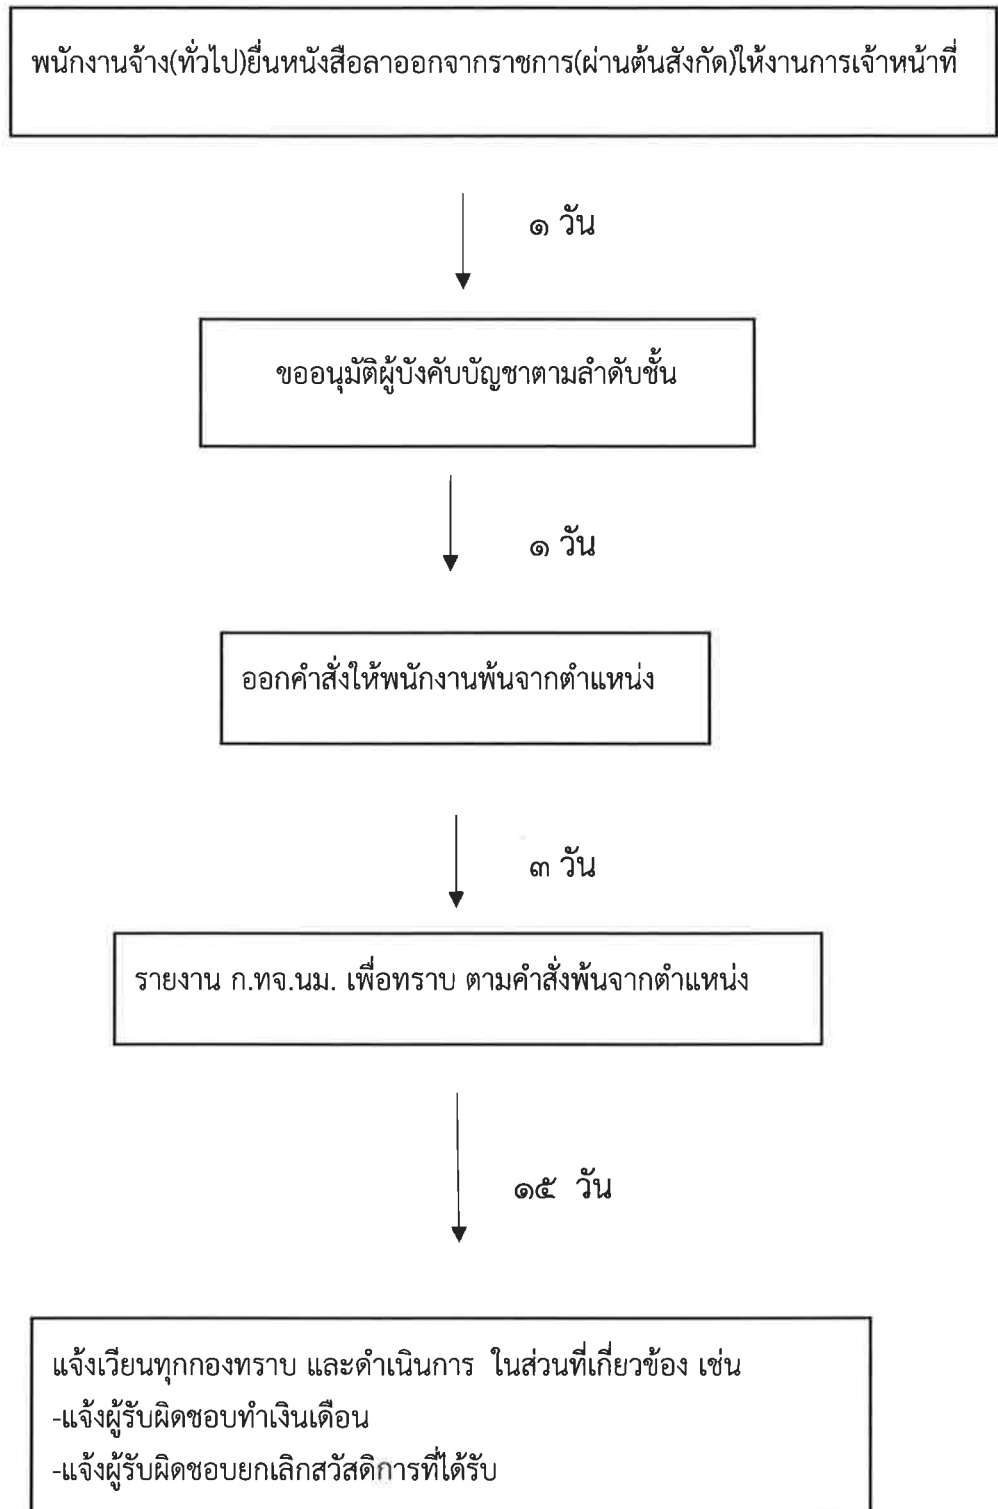 พนักงานจ้าง(ทั่วไป)ยื่นหนังสือลาออกจากราชการ(ผ่านต้นสังกัด)ให้งานการเจ้าหน้าที่
๑ วัน
ขออนุมัติผู้บังคับบัญชาตามลำดับชั้น
๑ วัน
ออกคำสั่งให้พนักงานพ้นจากตำแหน่ง
๓ วัน
รายงาน ก.ทจ.นม. เพื่อทราบ ตามคำสั่งพ้นจากตำแหน่ง
๑๕ วัน
แจ้งเวียนทุกกองทราบ และดำเนินการ ในส่วนที่เกี่ยวข้อง เช่น
-แจ้งผู้รับผิดชอบทำเงินเดือน
-แจ้งผู้รับผิดชอบยกเลิกสวัสดิการที่ได้รับ